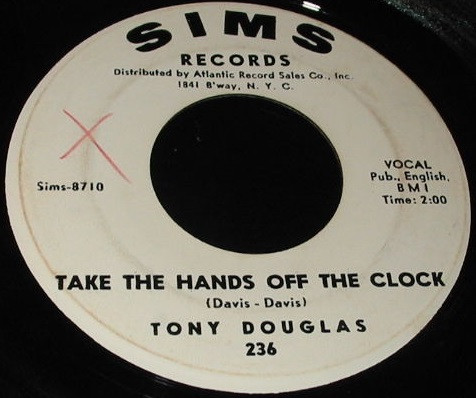 SIMS
RECORDS
Distributed by Atlantic Record Sales Co., Inc.
1841 B'way, N. Y. C.
VOCAL
Pub., English,
BMI
Time: 2:00
Sims-8710
TAKE THE HANDS OFF THE CLOCK
(Davis - Davis)
TONY DOUGLAS
236